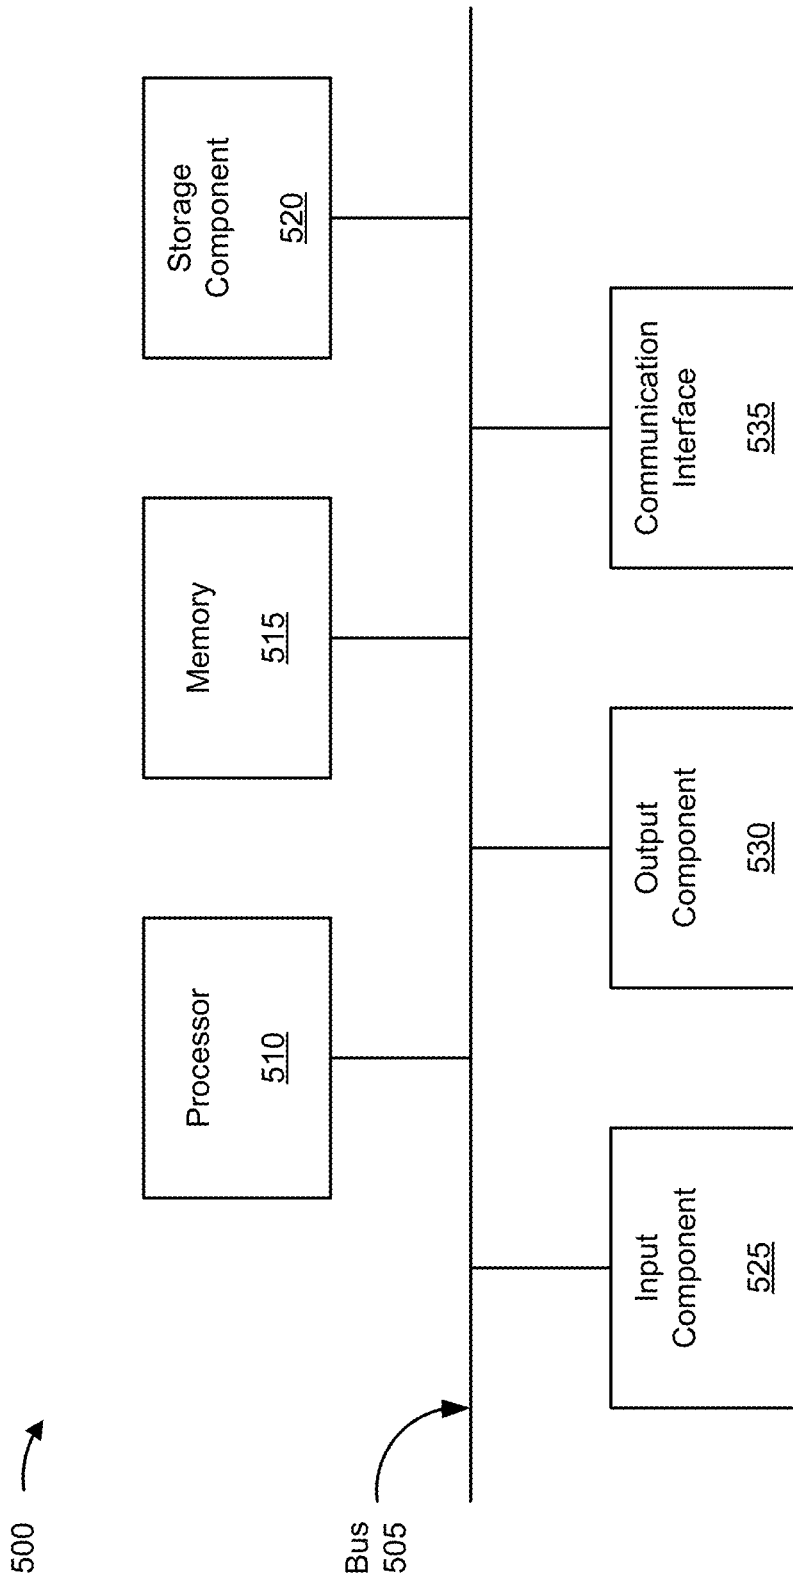 500
Processor
510
Memory
515
Storage
Component
520
Bus
505
Input
Component
525
Output
Component
530
Communication
Interface
535